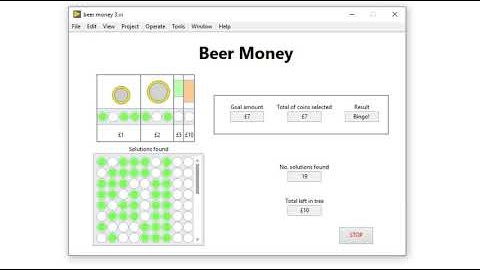 beer money 3.vi
File Edit View Project Operate Tools Window Help
Beer Money
Goal amount Total of coins selected Result
£7 £7 Bingo!
£1 £2 £5 £10
Solutions found
No. solutions found
19
Total left in tree
£10
STOP